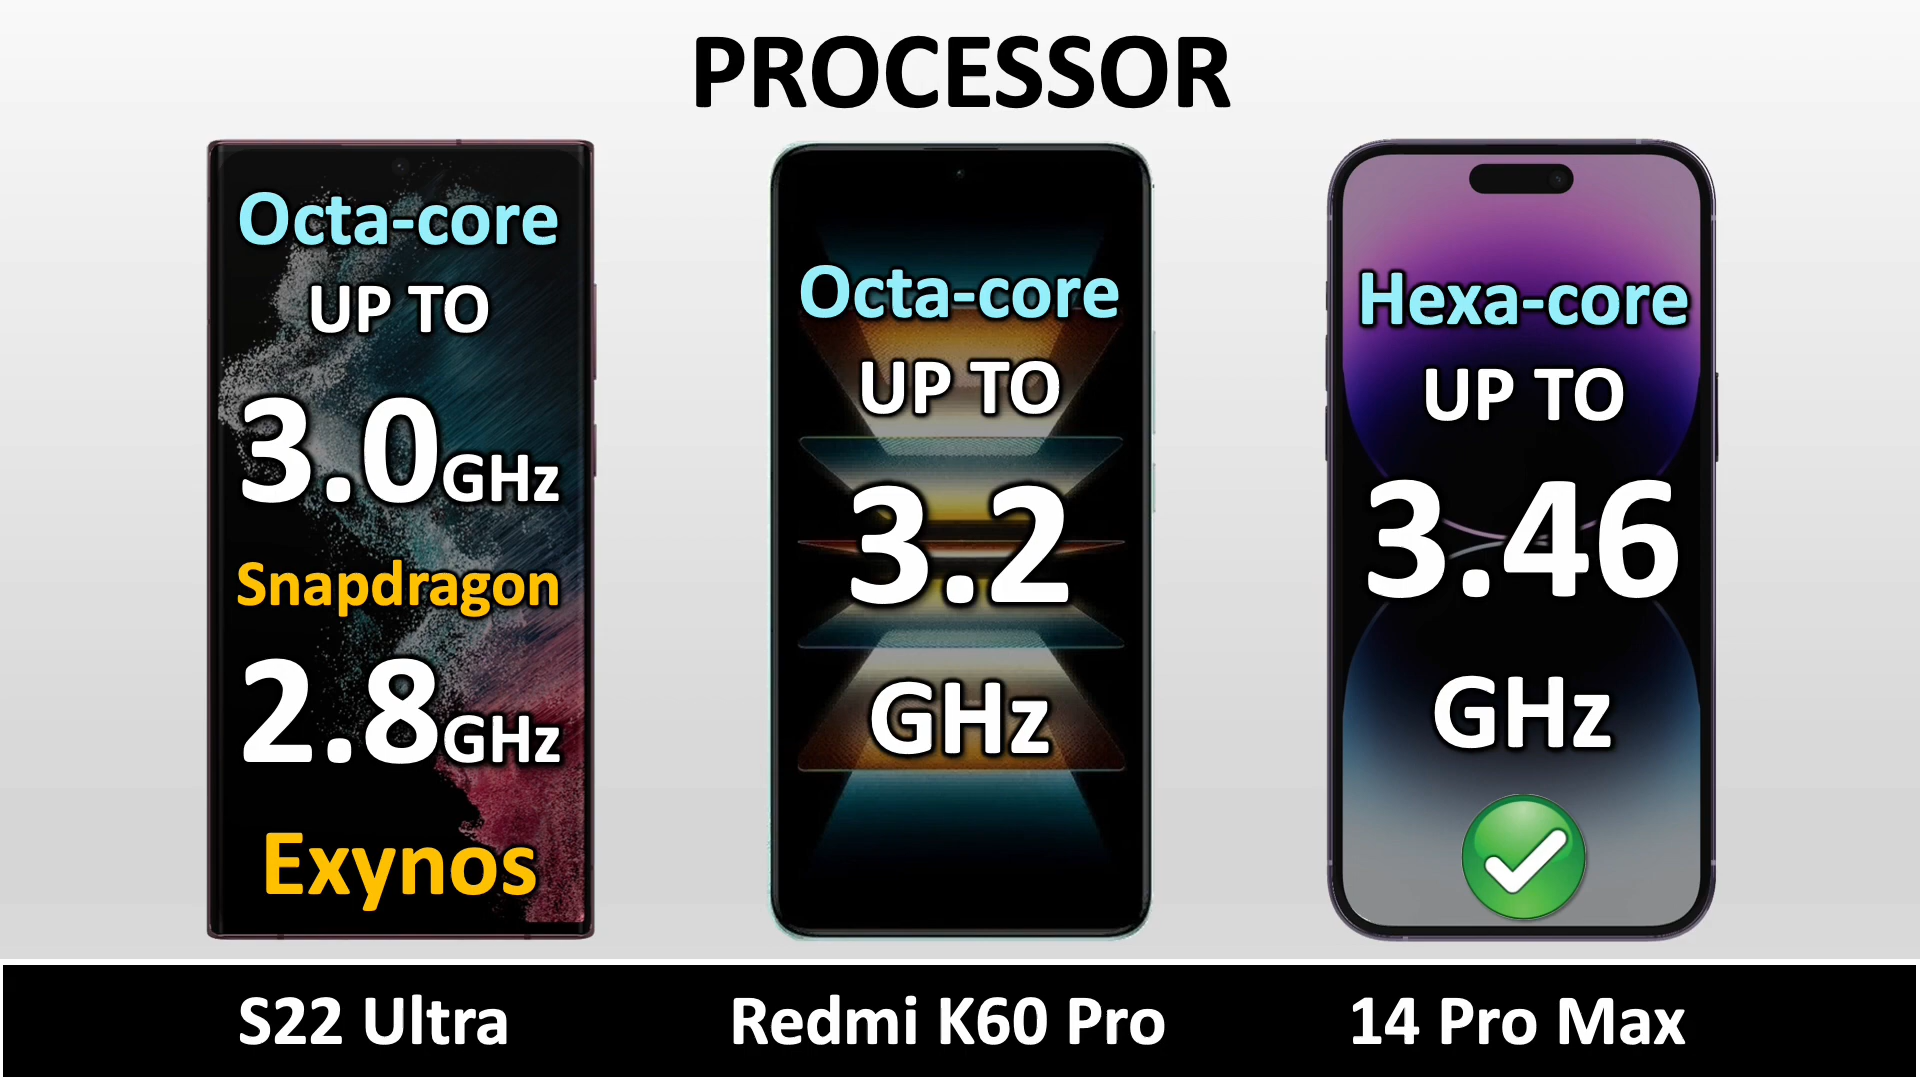 PROCESSOR
Octa-core
UP TO
3.0GHz
Snapdragon
2.8GHz
Exynos
Octa-core
UP TO
3.2
GHz
Hexa-core
UP TO
3.46
GHz
S22 Ultra
Redmi K60 Pro
14 Pro Max